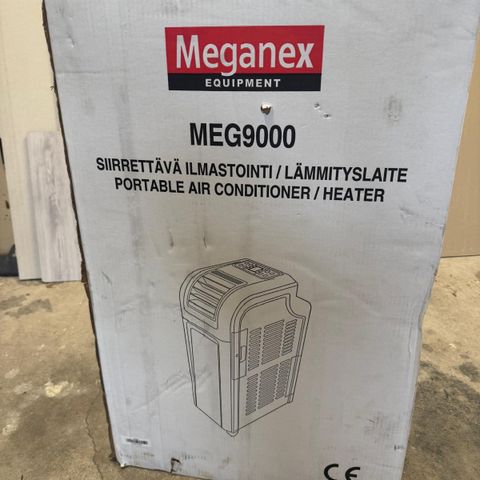 Meganex
EQUIPMENT
MEG9000
SIIRRETTÄVÄ ILMASTOINTI / LÄMMITYSLAITE
PORTABLE AIR CONDITIONER / HEATER
CE